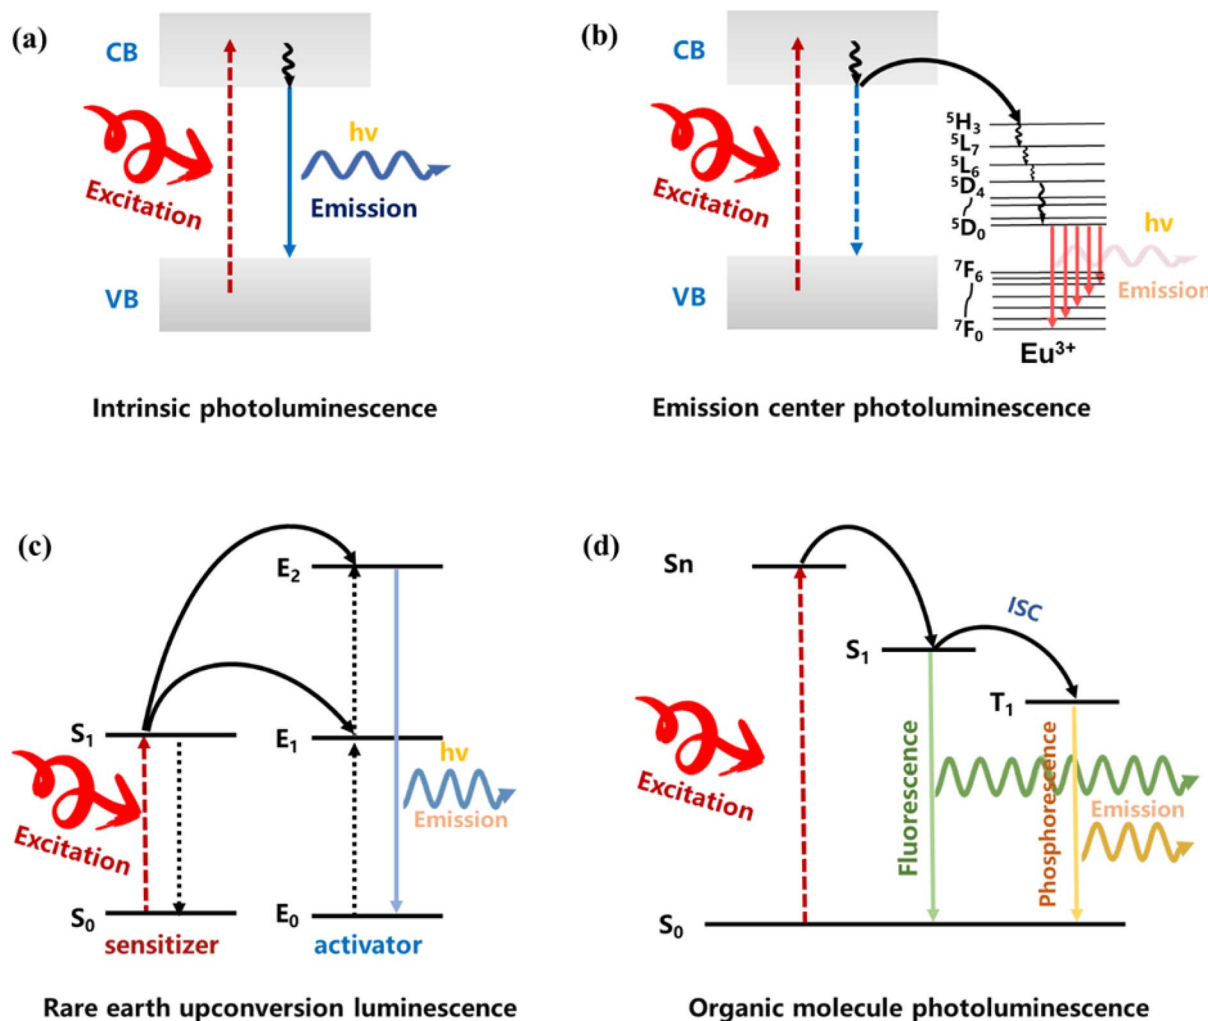 (a)
CB
hv
Excitation
Emission
VB
Intrinsic photoluminescence
(b)
CB
⁵H₃
⁵L₇
⁵L₆
⁵D₄
⁵D₀
hv
Excitation
⁷F₆
Emission
VB
⁷F₀
Eu³⁺
Emission center photoluminescence
(c)
E₂
S₁
E₁
hv
Emission
Excitation
S₀
E₀
sensitizer
activator
Rare earth upconversion luminescence
(d)
Sn
ISC
S₁
T₁
Excitation
Fluorescence
Phosphorescence
Emission
S₀
Organic molecule photoluminescence